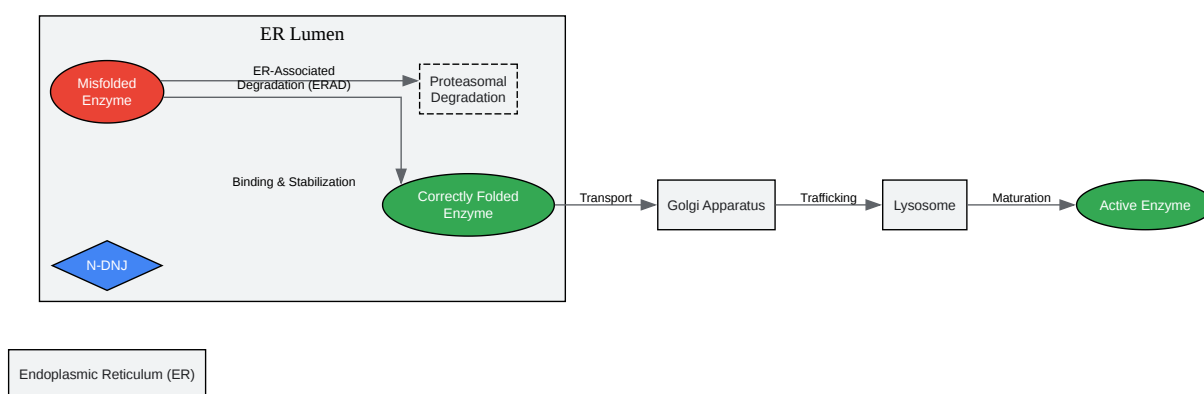 ER Lumen
Misfolded
Enzyme
ER-Associated
Degradation (ERAD)
Proteasomal
Degradation
Binding & Stabilization
Correctly Folded
Enzyme
Transport
Golgi Apparatus
Trafficking
Lysosome
Maturation
Active Enzyme
N-DNJ
Endoplasmic Reticulum (ER)